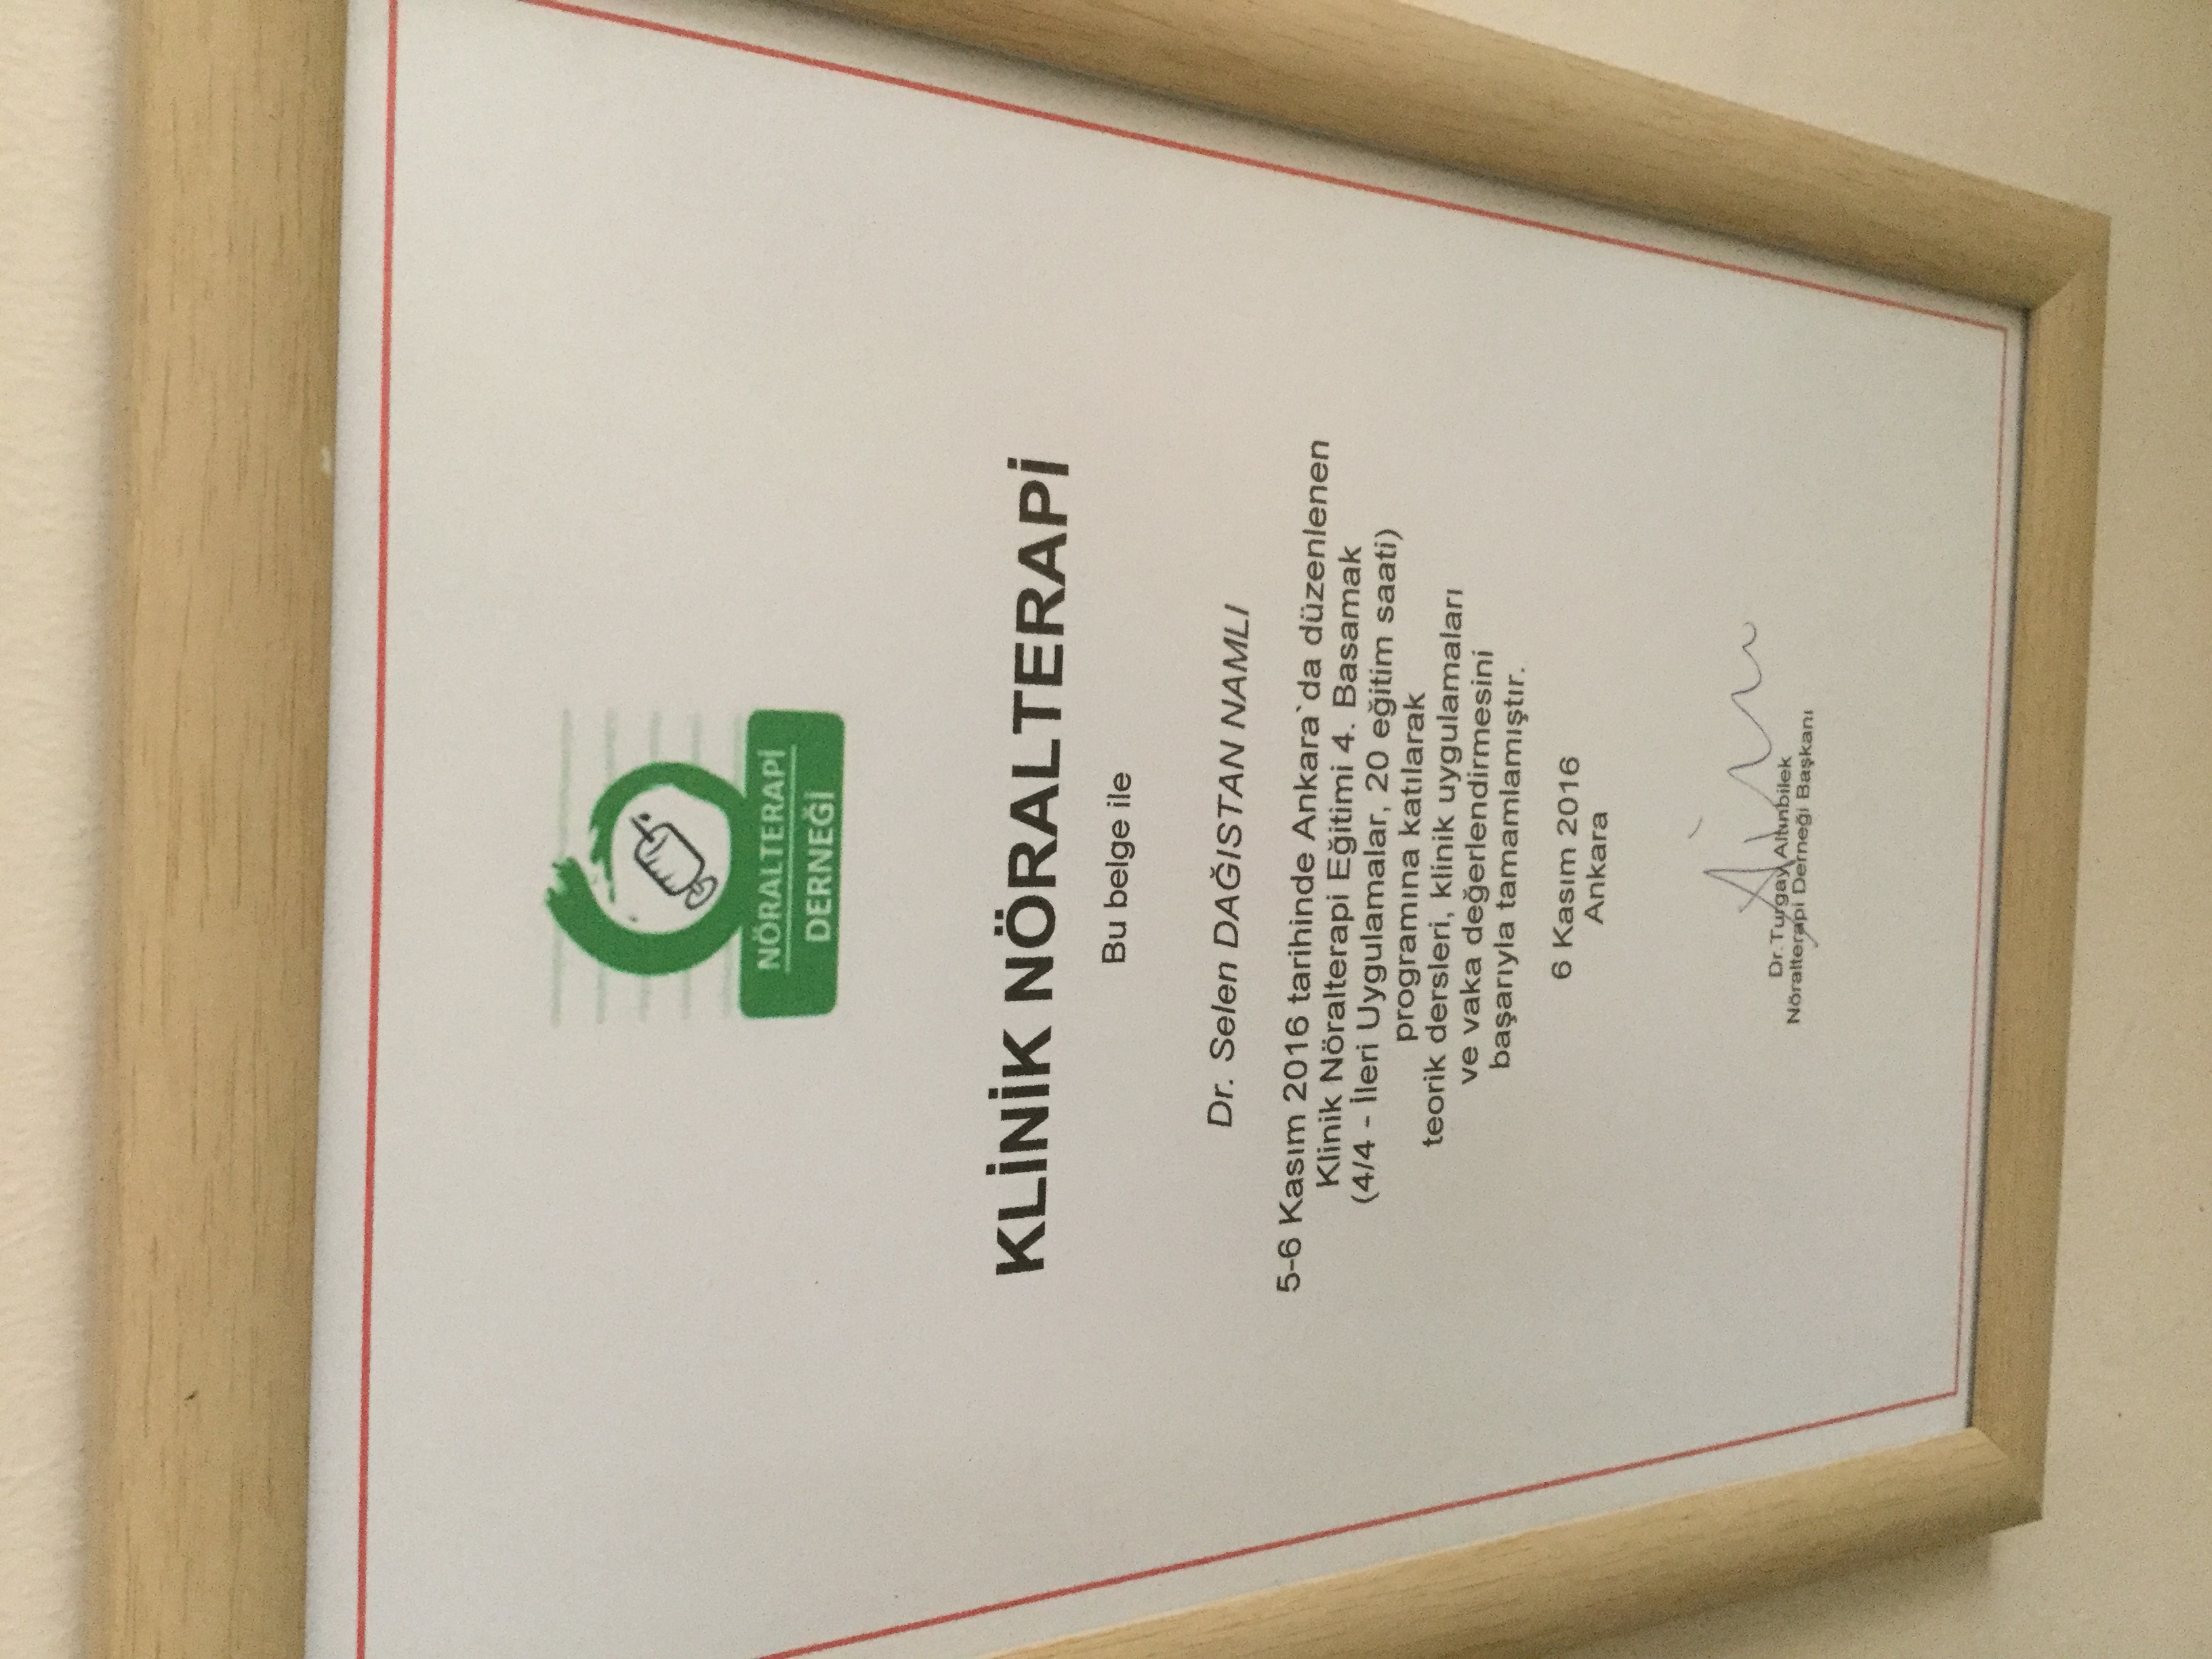 NÖRALTERAPİ
DERNEĞİ
KLİNİK NÖRALTERAPİ
Bu belge ile
Dr. Selen DAĞISTAN NAMLI
5-6 Kasım 2016 tarihinde Ankara`da düzenlenen
Klinik Nöralterapi Eğitimi 4. Basamak
(4/4 - İleri Uygulamalar, 20 eğitim saati)
programına katılarak
teorik dersleri, klinik uygulamaları
ve vaka değerlendirmesini
başarıyla tamamlamıştır.
6 Kasım 2016
Ankara
Dr. Turgay Altınbilek
Nöralterapi Derneği Başkanı